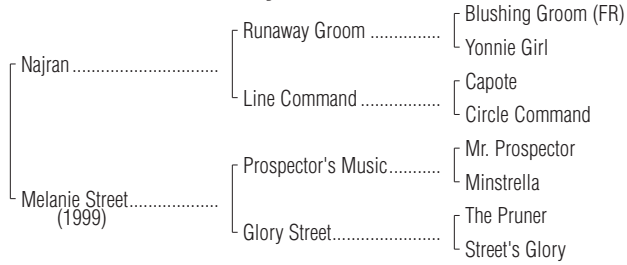 Blushing Groom (FR)
Runaway Groom ...............
Yonnie Girl
Najran ................................
Capote
Line Command .................
Circle Command
Mr. Prospector
Prospector's Music...........
Minstrella
Melanie Street...................
(1999)
The Pruner
Glory Street.......................
Street's Glory